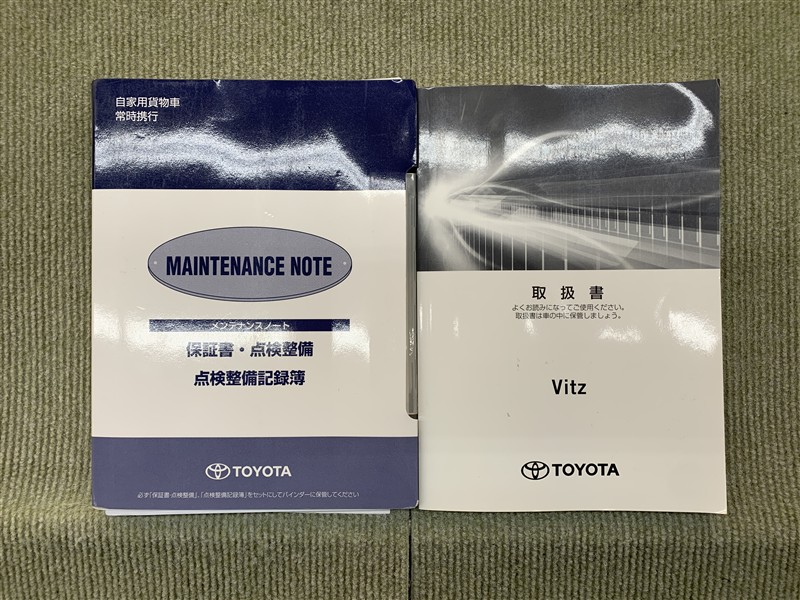 自家用貨物車
常時携行
MAINTENANCE NOTE
メンテナンスノート
保証書・点検整備
点検整備記録簿
TOYOTA
必ず「保証書・点検整備」、「点検整備記録簿」をセットにしてバインダーに保管してください
取扱書
よくお読みになってご使用ください。
取扱書は車の中に保管しましょう。
Vitz
TOYOTA